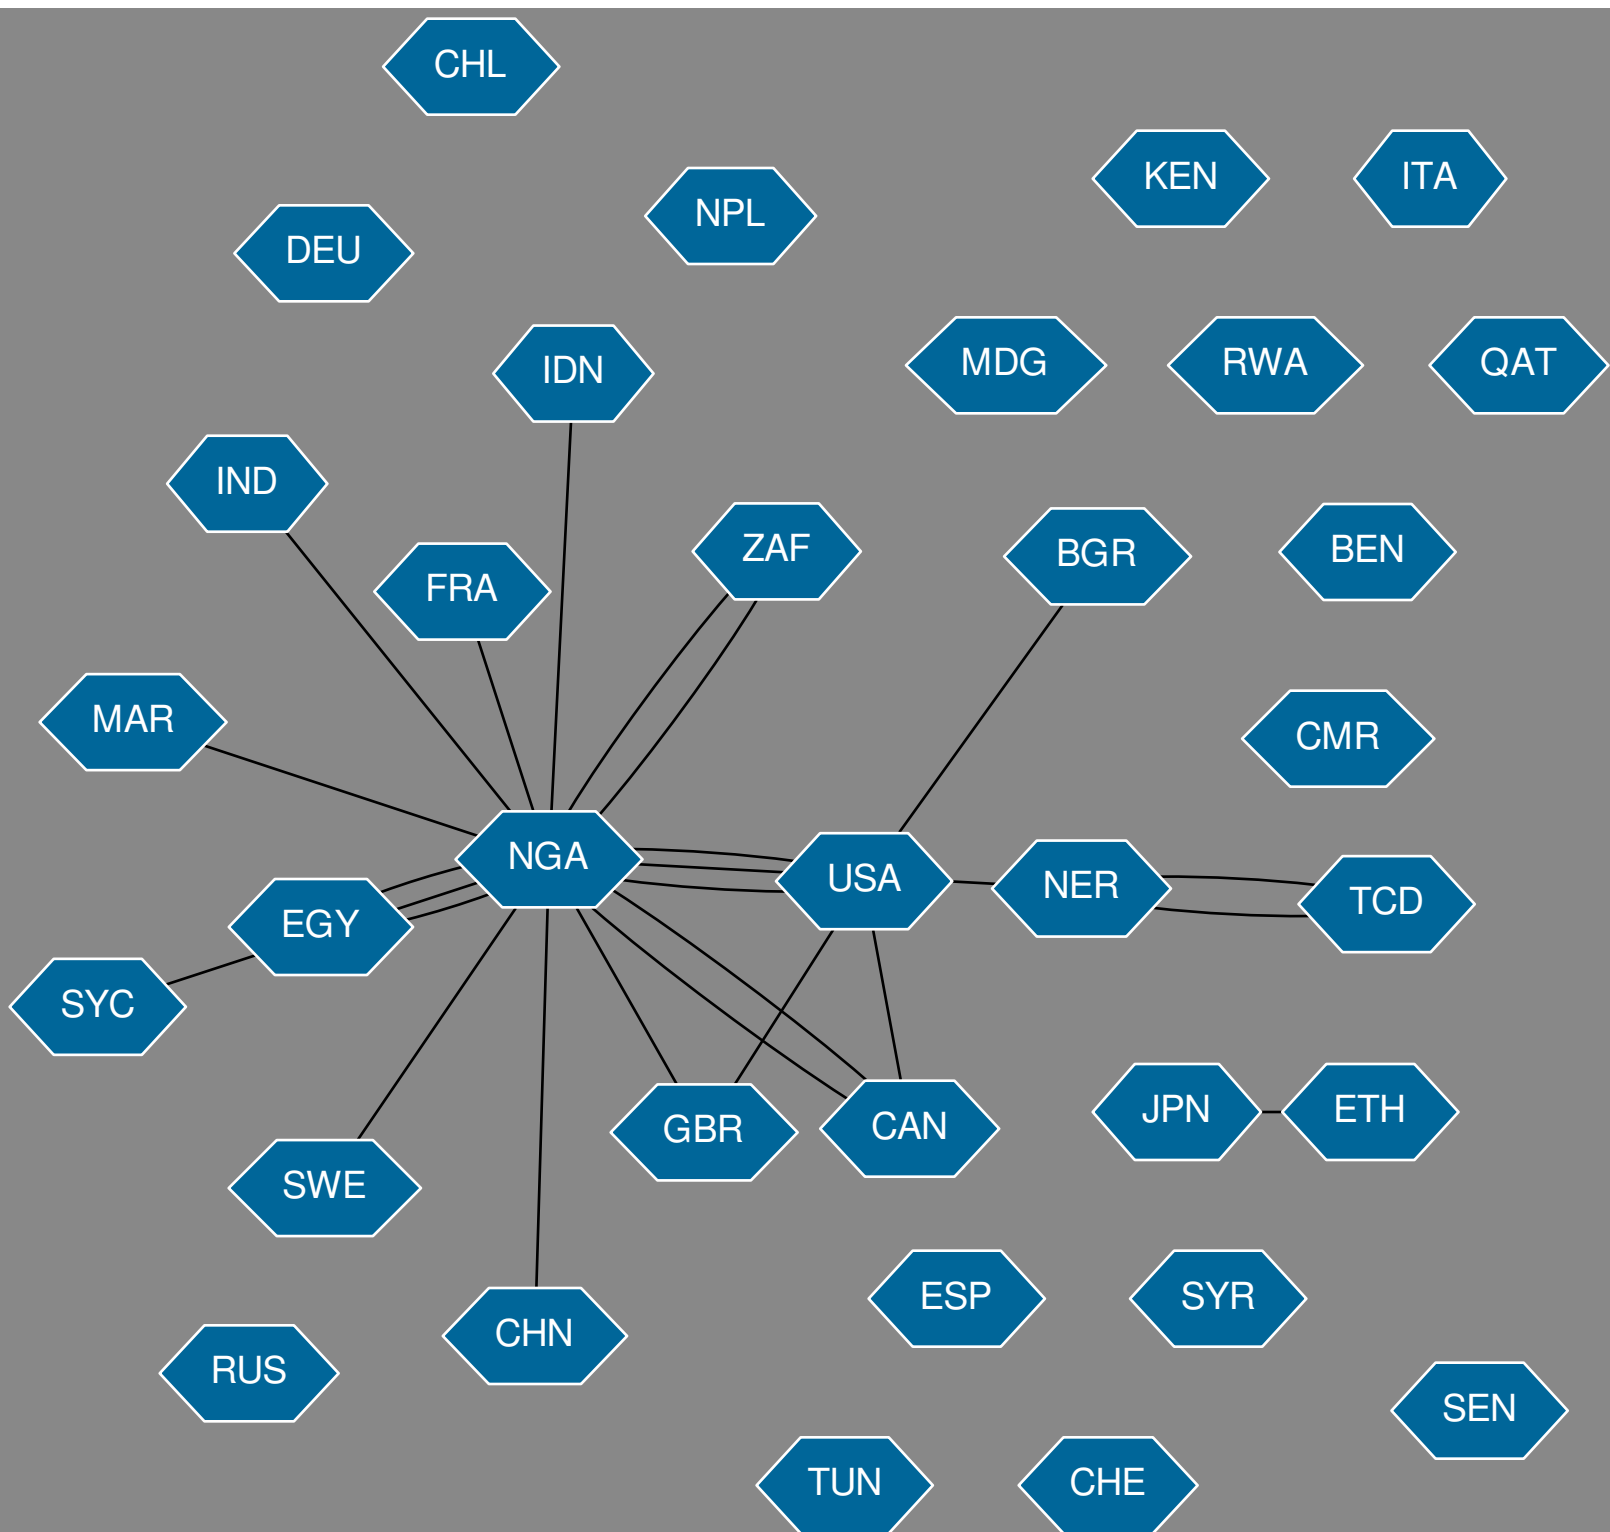 CHL
KEN
ITA
NPL
DEU
MDG
RWA
QAT
IDN
IND
ZAF
BGR
BEN
FRA
MAR
CMR
NGA
USA
NER
TCD
EGY
SYC
JPN
ETH
GBR
CAN
SWE
ESP
SYR
CHN
RUS
SEN
TUN
CHE